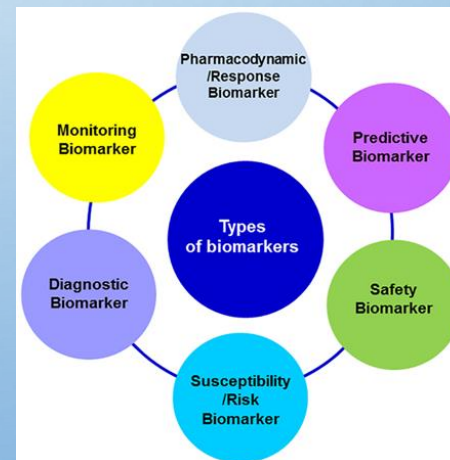 Pharmacodynamic
/Response
Biomarker
Monitoring
Biomarker
Predictive
Biomarker
Types
of biomarkers
Diagnostic
Biomarker
Safety
Biomarker
Susceptibility
/Risk
Biomarker